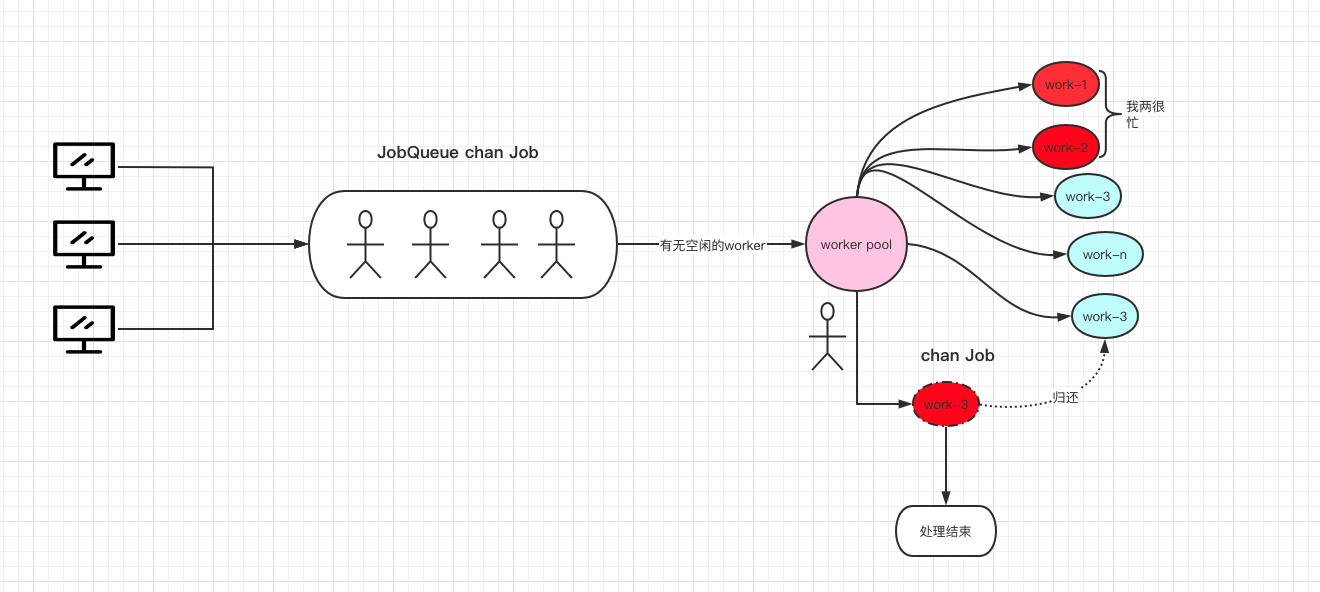 JobQueue chan Job
有无空闲的worker
worker pool
work-1
work-2
我两很
忙
work-3
work-n
work-3
chan Job
work-3
归还
处理结束